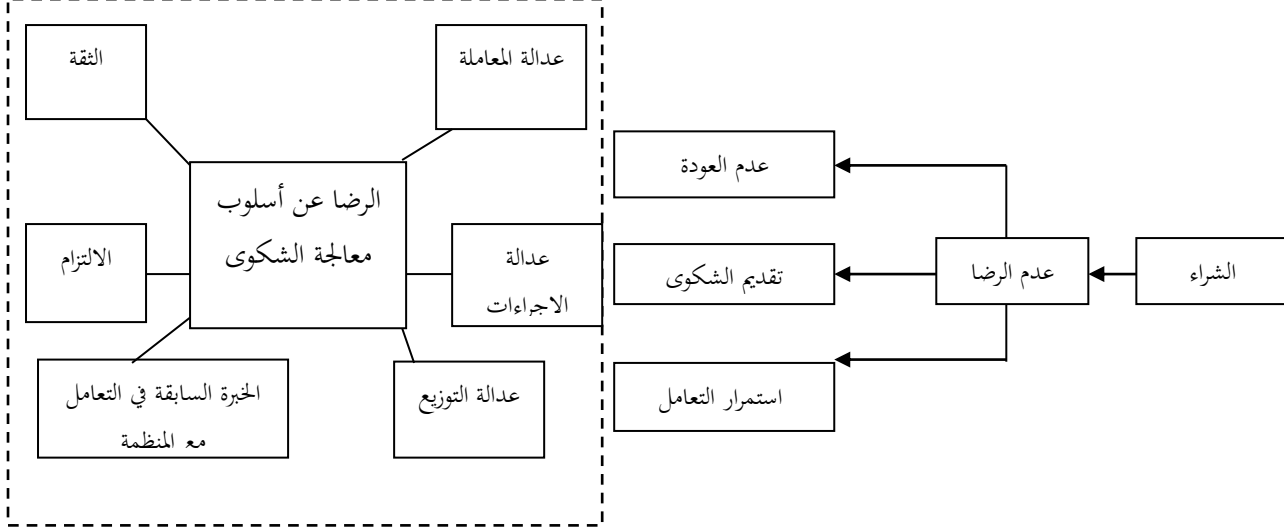 الثقة
عدالة المعاملة
الرضا عن أسلوب
معالجة الشكوى
الالتزام
عدالة
الاجراءات
الخبرة السابقة في التعامل
مع المنظمة
عدالة التوزيع
عدم العودة
تقديم الشكوى
استمرار التعامل
عدم الرضا
الشراء